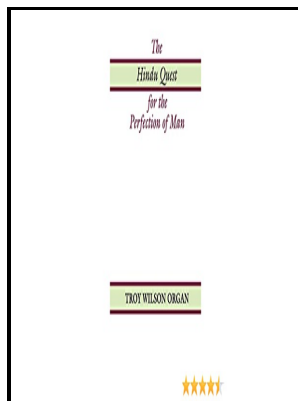 The
Hindu Quest
for the
Perfection of Man
TROY WILSON ORGAN